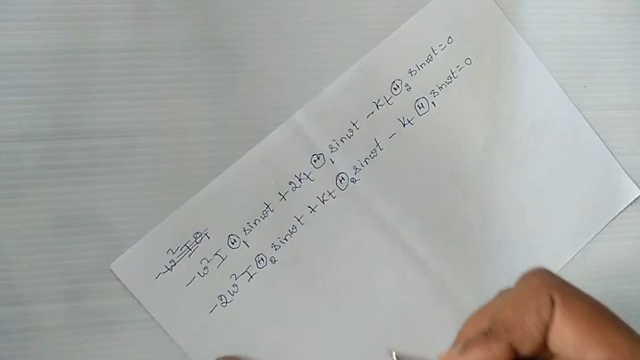 -ω²I Θ₁ sinωt + 2kt Θ₁ sinωt - kt Θ₂ sinωt = 0
-2ω²I Θ₂ sinωt + kt Θ₂ sinωt - kt Θ₁ sinωt = 0